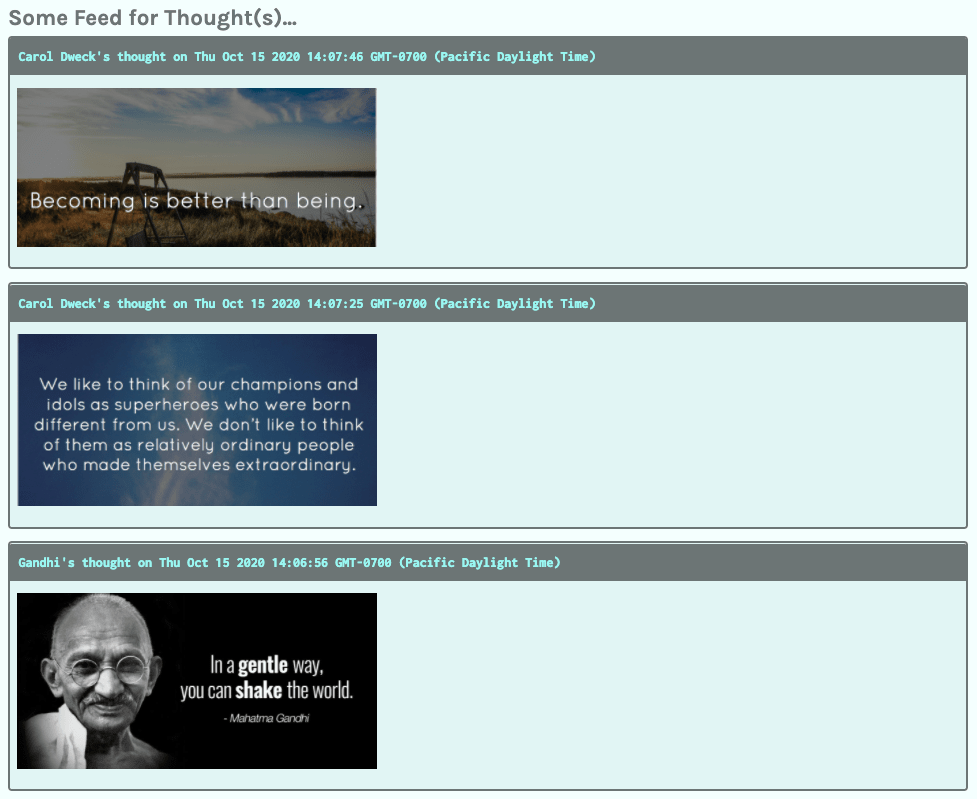 Some Feed for Thought(s)...
Carol Dweck's thought on Thu Oct 15 2020 14:07:46 GMT-0700 (Pacific Daylight Time)
Becoming is better than being.
Carol Dweck's thought on Thu Oct 15 2020 14:07:25 GMT-0700 (Pacific Daylight Time)
We like to think of our champions and
idols as superheroes who were born
different from us. We don't like to think
of them as relatively ordinary people
who made themselves extraordinary.
Gandhi's thought on Thu Oct 15 2020 14:06:56 GMT-0700 (Pacific Daylight Time)
In a gentle way,
you can shake the world.
- Mahatma Gandhi